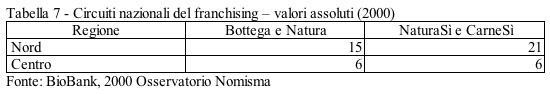 Tabella 7 - Circuiti nazionali del franchising – valori assoluti (2000)
Regione Bottega e Natura NaturaSì e CarneSì
Nord 15 21
Centro 6 6
Fonte: BioBank, 2000 Osservatorio Nomisma